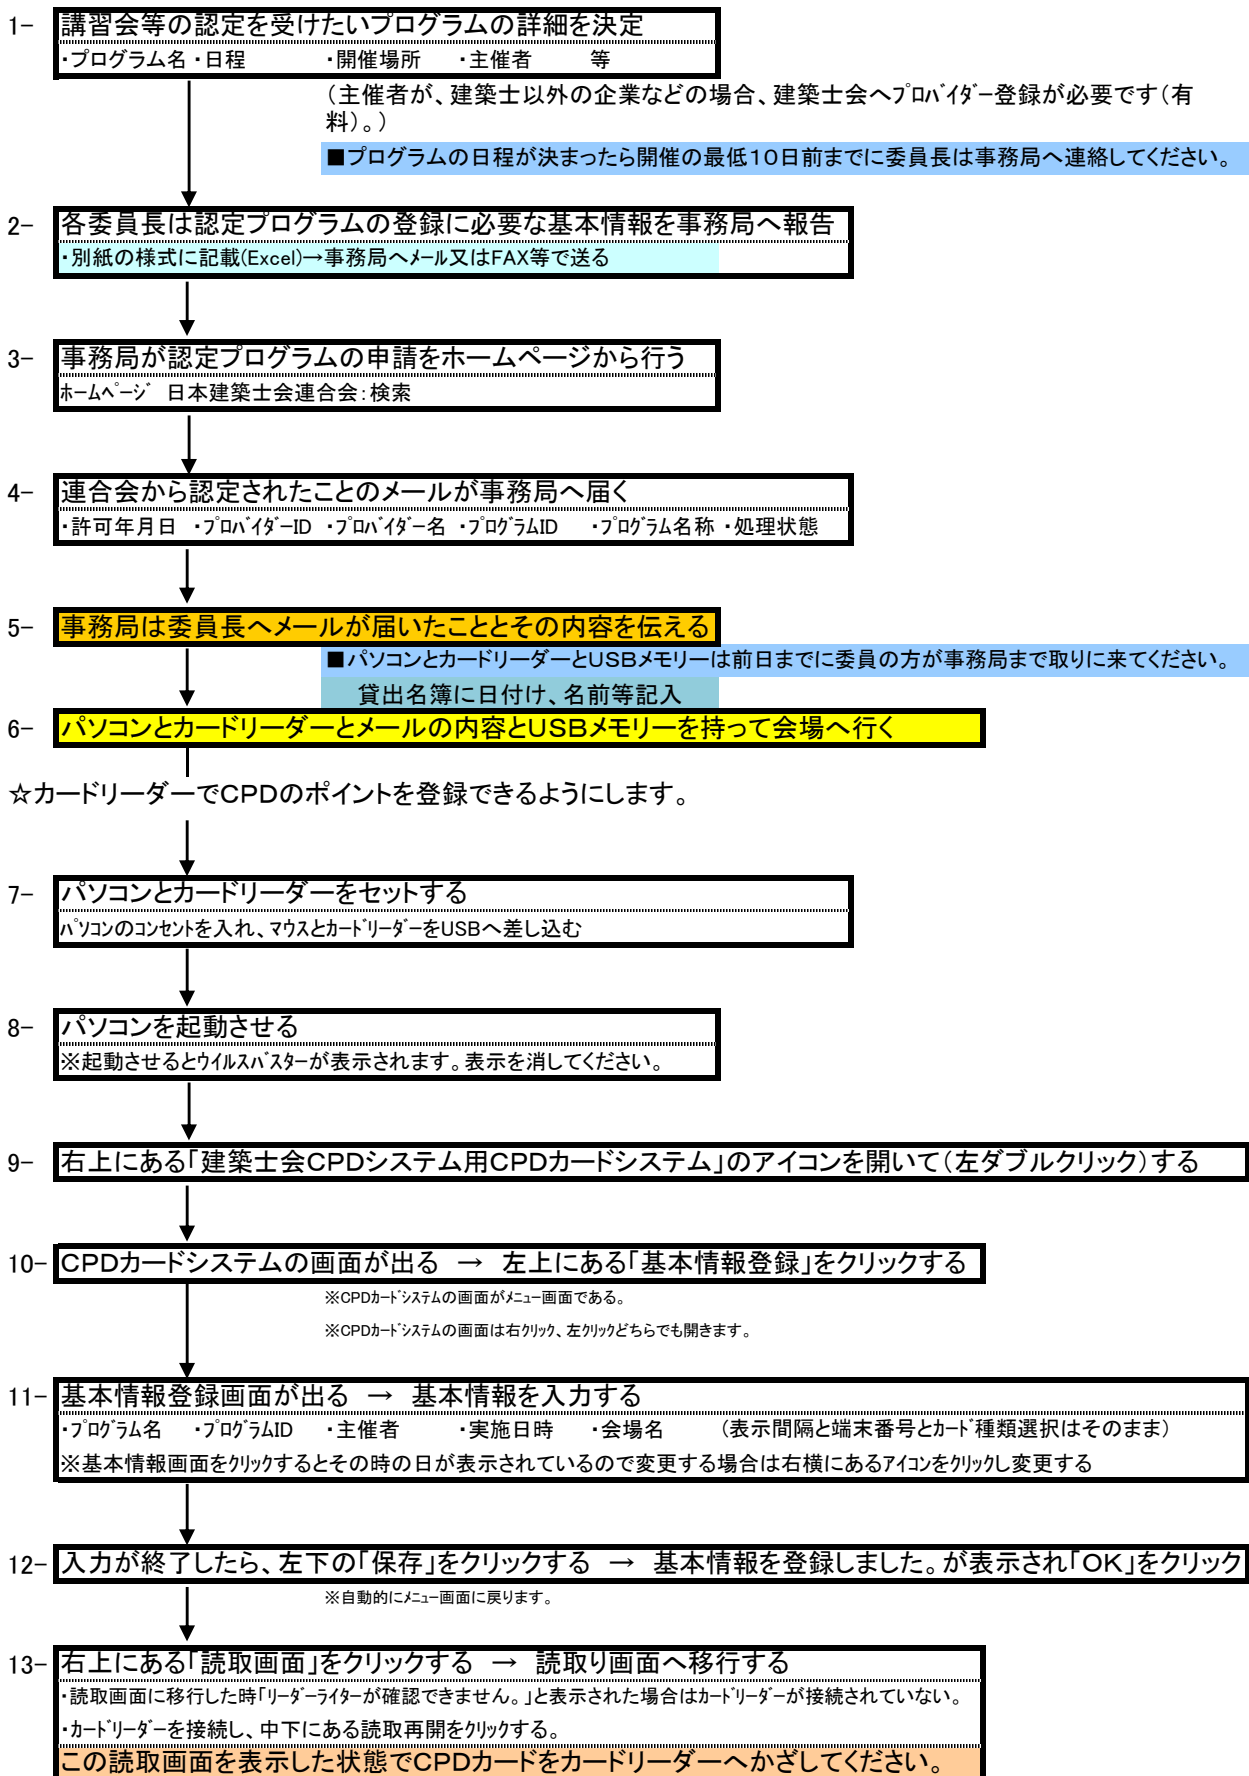 1- 講習会等の認定を受けたいプログラムの詳細を決定
・プログラム名 ・日程 ・開催場所 ・主催者 等
（主催者が、建築士以外の企業などの場合、建築士会へﾌﾟﾛﾊﾞｲﾀﾞｰ登録が必要です（有
料）。）
■プログラムの日程が決まったら開催の最低１０日前までに委員長は事務局へ連絡してください。
2- 各委員長は認定プログラムの登録に必要な基本情報を事務局へ報告
・別紙の様式に記載(Excel)→事務局へﾒｰﾙ又はFAX等で送る
3- 事務局が認定プログラムの申請をホームページから行う
ﾎｰﾑﾍﾟｰｼﾞ 日本建築士会連合会：検索
4- 連合会から認定されたことのメールが事務局へ届く
・許可年月日 ・ﾌﾟﾛﾊﾞｲﾀﾞｰID ・ﾌﾟﾛﾊﾞｲﾀﾞｰ名 ・ﾌﾟﾛｸﾞﾗﾑID ・ﾌﾟﾛｸﾞﾗﾑ名称 ・処理状態
5- 事務局は委員長へメールが届いたこととその内容を伝える
■パソコンとカードリーダーとＵＳＢメモリーは前日までに委員の方が事務局まで取りに来てください。
貸出名簿に日付け、名前等記入
6- パソコンとカードリーダーとメールの内容とＵＳＢメモリーを持って会場へ行く
☆カードリーダーでＣＰＤのポイントを登録できるようにします。
7- パソコンとカードリーダーをセットする
ﾊﾟｿｺﾝのｺﾝｾﾝﾄを入れ、ﾏｳｽとｶｰﾄﾞﾘｰﾀﾞｰをUSBへ差し込む
8- パソコンを起動させる
※起動させるとｳｲﾙｽﾊﾞｽﾀｰが表示されます。表示を消してください。
9- 右上にある「建築士会ＣＰＤシステム用ＣＰＤカードシステム」のアイコンを開いて（左ダブルクリック）する
10- ＣＰＤカードシステムの画面が出る → 左上にある「基本情報登録」をクリックする
※CPDｶｰﾄﾞｼｽﾃﾑの画面がﾒﾆｭｰ画面である。
※CPDｶｰﾄﾞｼｽﾃﾑの画面は右ｸﾘｯｸ、左ｸﾘｯｸどちらでも開きます。
11- 基本情報登録画面が出る → 基本情報を入力する
・ﾌﾟﾛｸﾞﾗﾑ名 ・ﾌﾟﾛｸﾞﾗﾑID ・主催者 ・実施日時 ・会場名 （表示間隔と端末番号とｶｰﾄﾞ種類選択はそのまま）
※基本情報画面をｸﾘｯｸするとその時の日が表示されているので変更する場合は右横にあるｱｲｺﾝをｸﾘｯｸし変更する
12- 入力が終了したら、左下の「保存」をクリックする → 基本情報を登録しました。が表示され「ＯＫ」をクリック
※自動的にﾒﾆｭｰ画面に戻ります。
13- 右上にある「読取画面」をクリックする → 読取り画面へ移行する
・読取画面に移行した時「ﾘｰﾀﾞｰﾗｲﾀｰが確認できません。」と表示された場合はｶｰﾄﾞﾘｰﾀﾞｰが接続されていない。
・ｶｰﾄﾞﾘｰﾀﾞｰを接続し、中下にある読取再開をｸﾘｯｸする。
この読取画面を表示した状態でＣＰＤカードをカードリーダーへかざしてください。